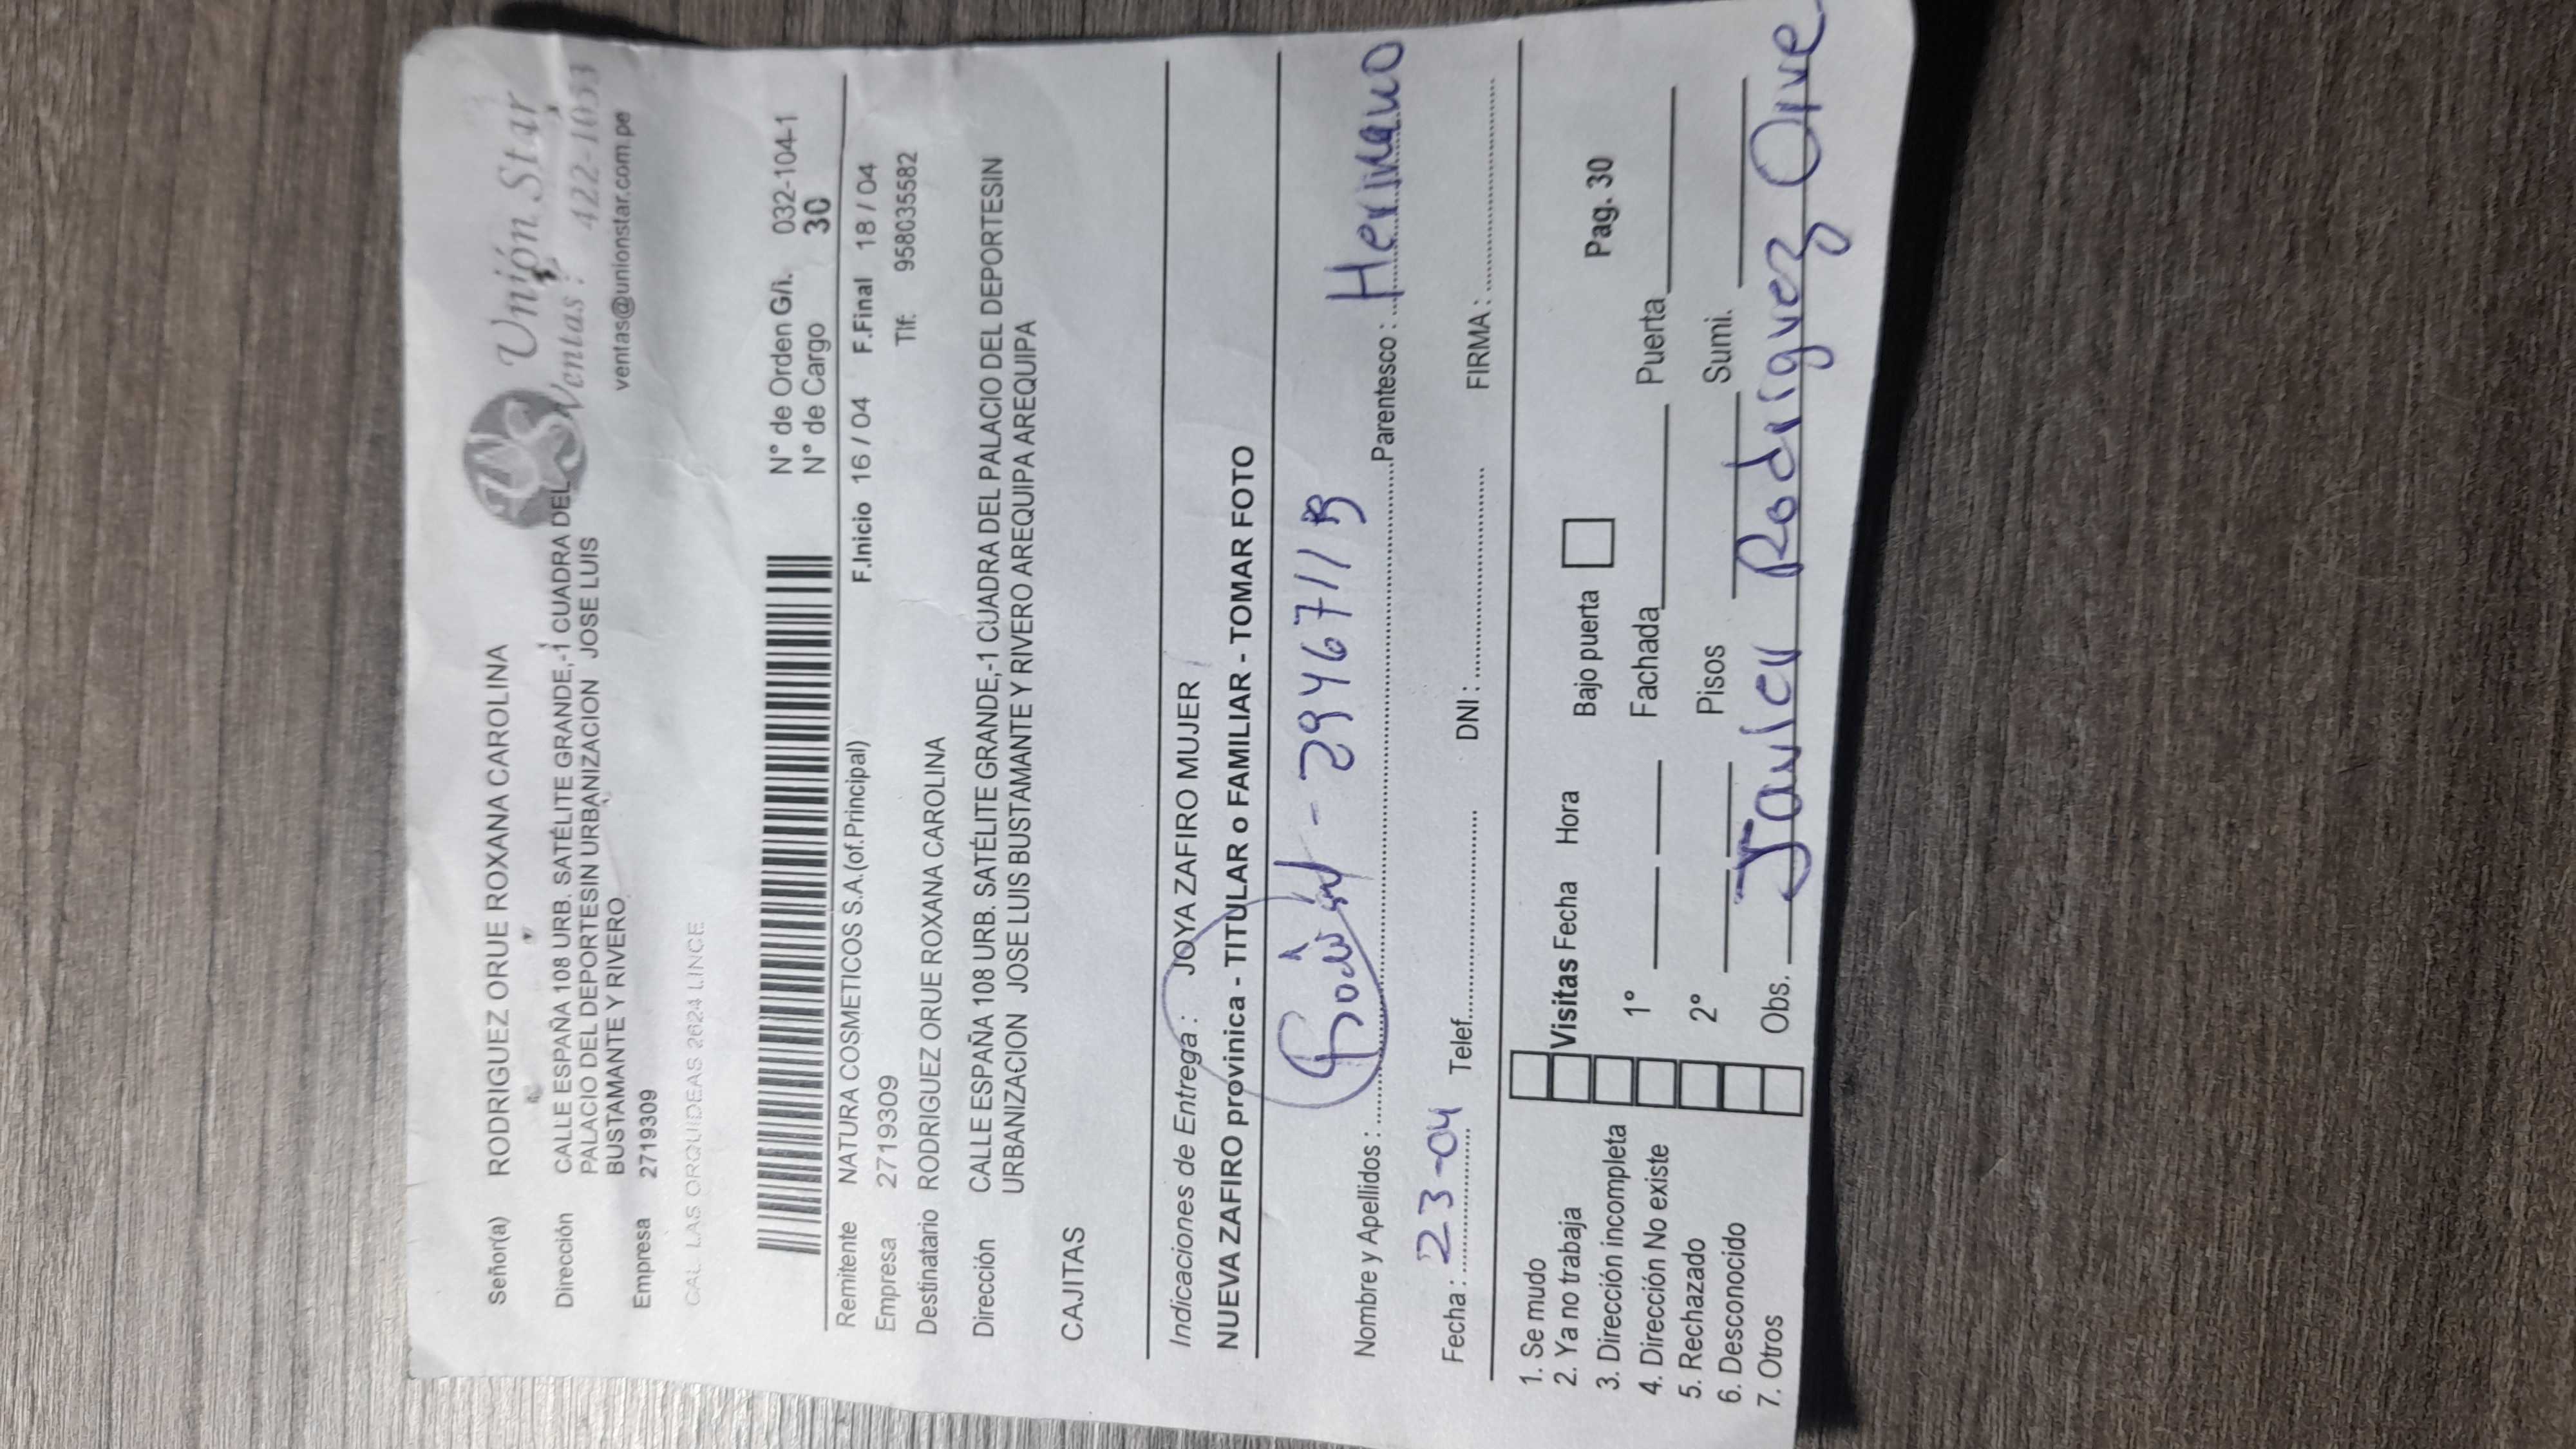 Unión Star
Ventas: 422-1033
ventas@unionstar.com.pe
Señor(a) RODRIGUEZ ORUE ROXANA CAROLINA
Dirección CALLE ESPAÑA 108 URB. SATÉLITE GRANDE,-1 CUADRA DEL
PALACIO DEL DEPORTESIN URBANIZACION JOSE LUIS
BUSTAMANTE Y RIVERO
Empresa 2719309
CAL. LAS ORQUIDEAS 2624 LINCE
N° de Orden G/i. 032-104-1
N° de Cargo 30
Remitente NATURA COSMETICOS S.A.(of.Principal) F.Inicio 16 / 04 F.Final 18 / 04
Empresa 2719309 Tlf: 958035582
Destinatario RODRIGUEZ ORUE ROXANA CAROLINA
Dirección CALLE ESPAÑA 108 URB. SATÉLITE GRANDE,-1 CUADRA DEL PALACIO DEL DEPORTESIN
URBANIZACION JOSE LUIS BUSTAMANTE Y RIVERO AREQUIPA AREQUIPA
CAJITAS
Indicaciones de Entrega : JOYA ZAFIRO MUJER
NUEVA ZAFIRO provinica - TITULAR o FAMILIAR - TOMAR FOTO
Nombre y Apellidos : Parentesco : Hermano
Fecha : 23-04 Telef. DNI : FIRMA :
1. Se mudo
2. Ya no trabaja
3. Dirección incompleta
4. Dirección No existe
5. Rechazado
6. Desconocido
7. Otros
Visitas Fecha Hora Bajo puerta Pag. 30
1° Fachada Puerta
2° Pisos Sumi.
Obs. Javier Rodriguez Orue